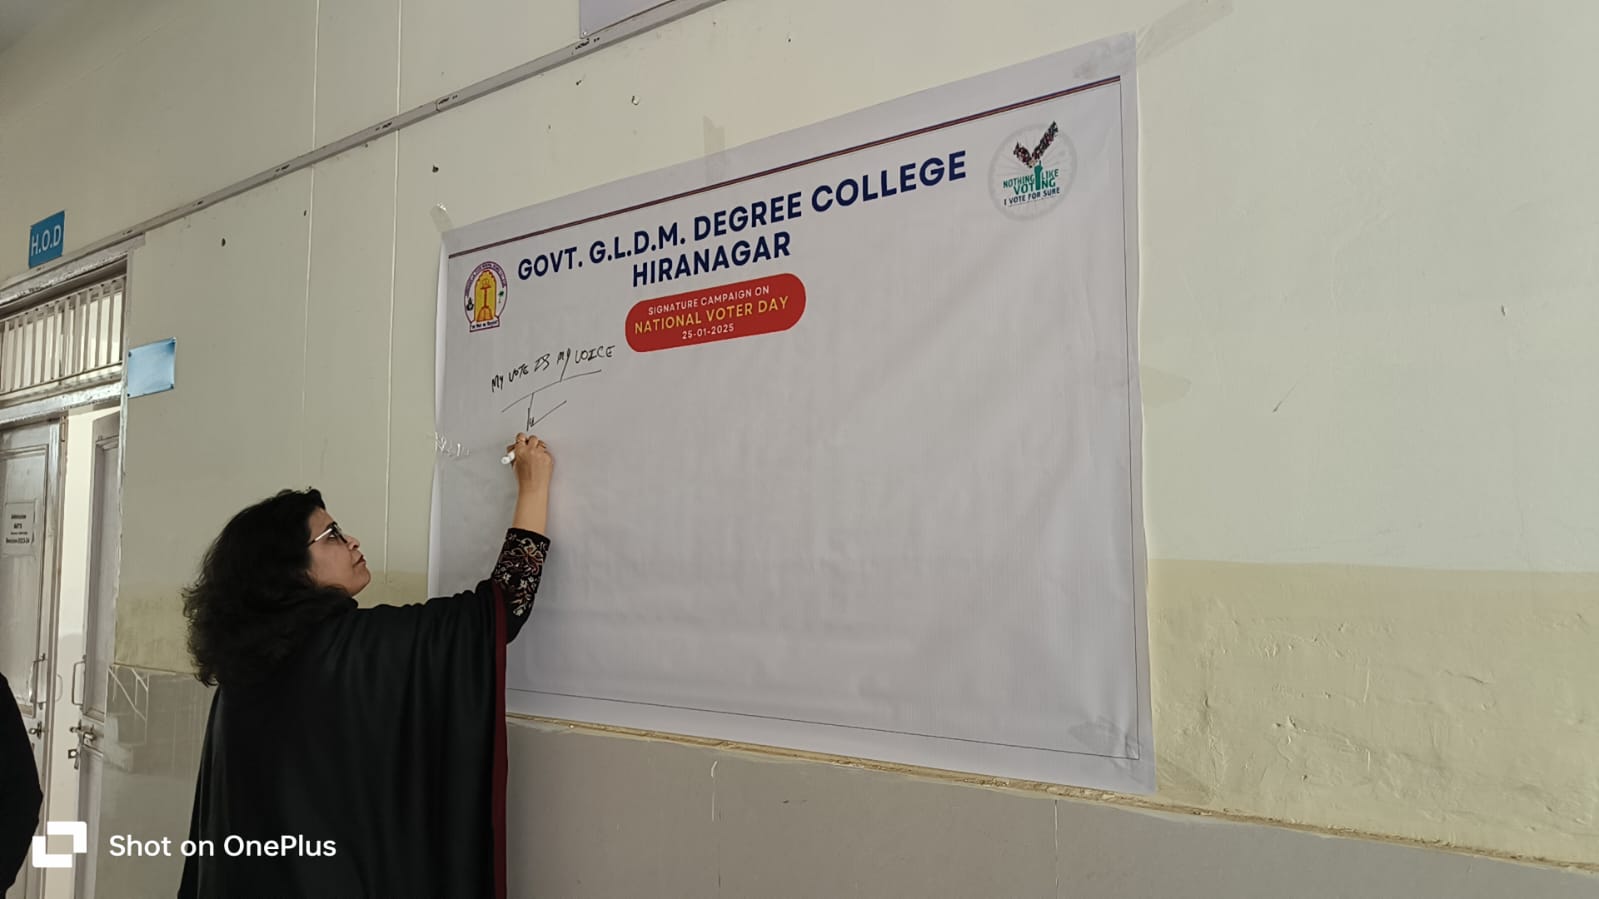 H.O.D
GOVT. G.L.D.M. DEGREE COLLEGE
HIRANAGAR
SIGNATURE CAMPAIGN ON
NATIONAL VOTER DAY
25-01-2025
NOTHING LIKE
VOTING
I VOTE FOR SURE
MY VOTE IS MY VOICE
Shot on OnePlus